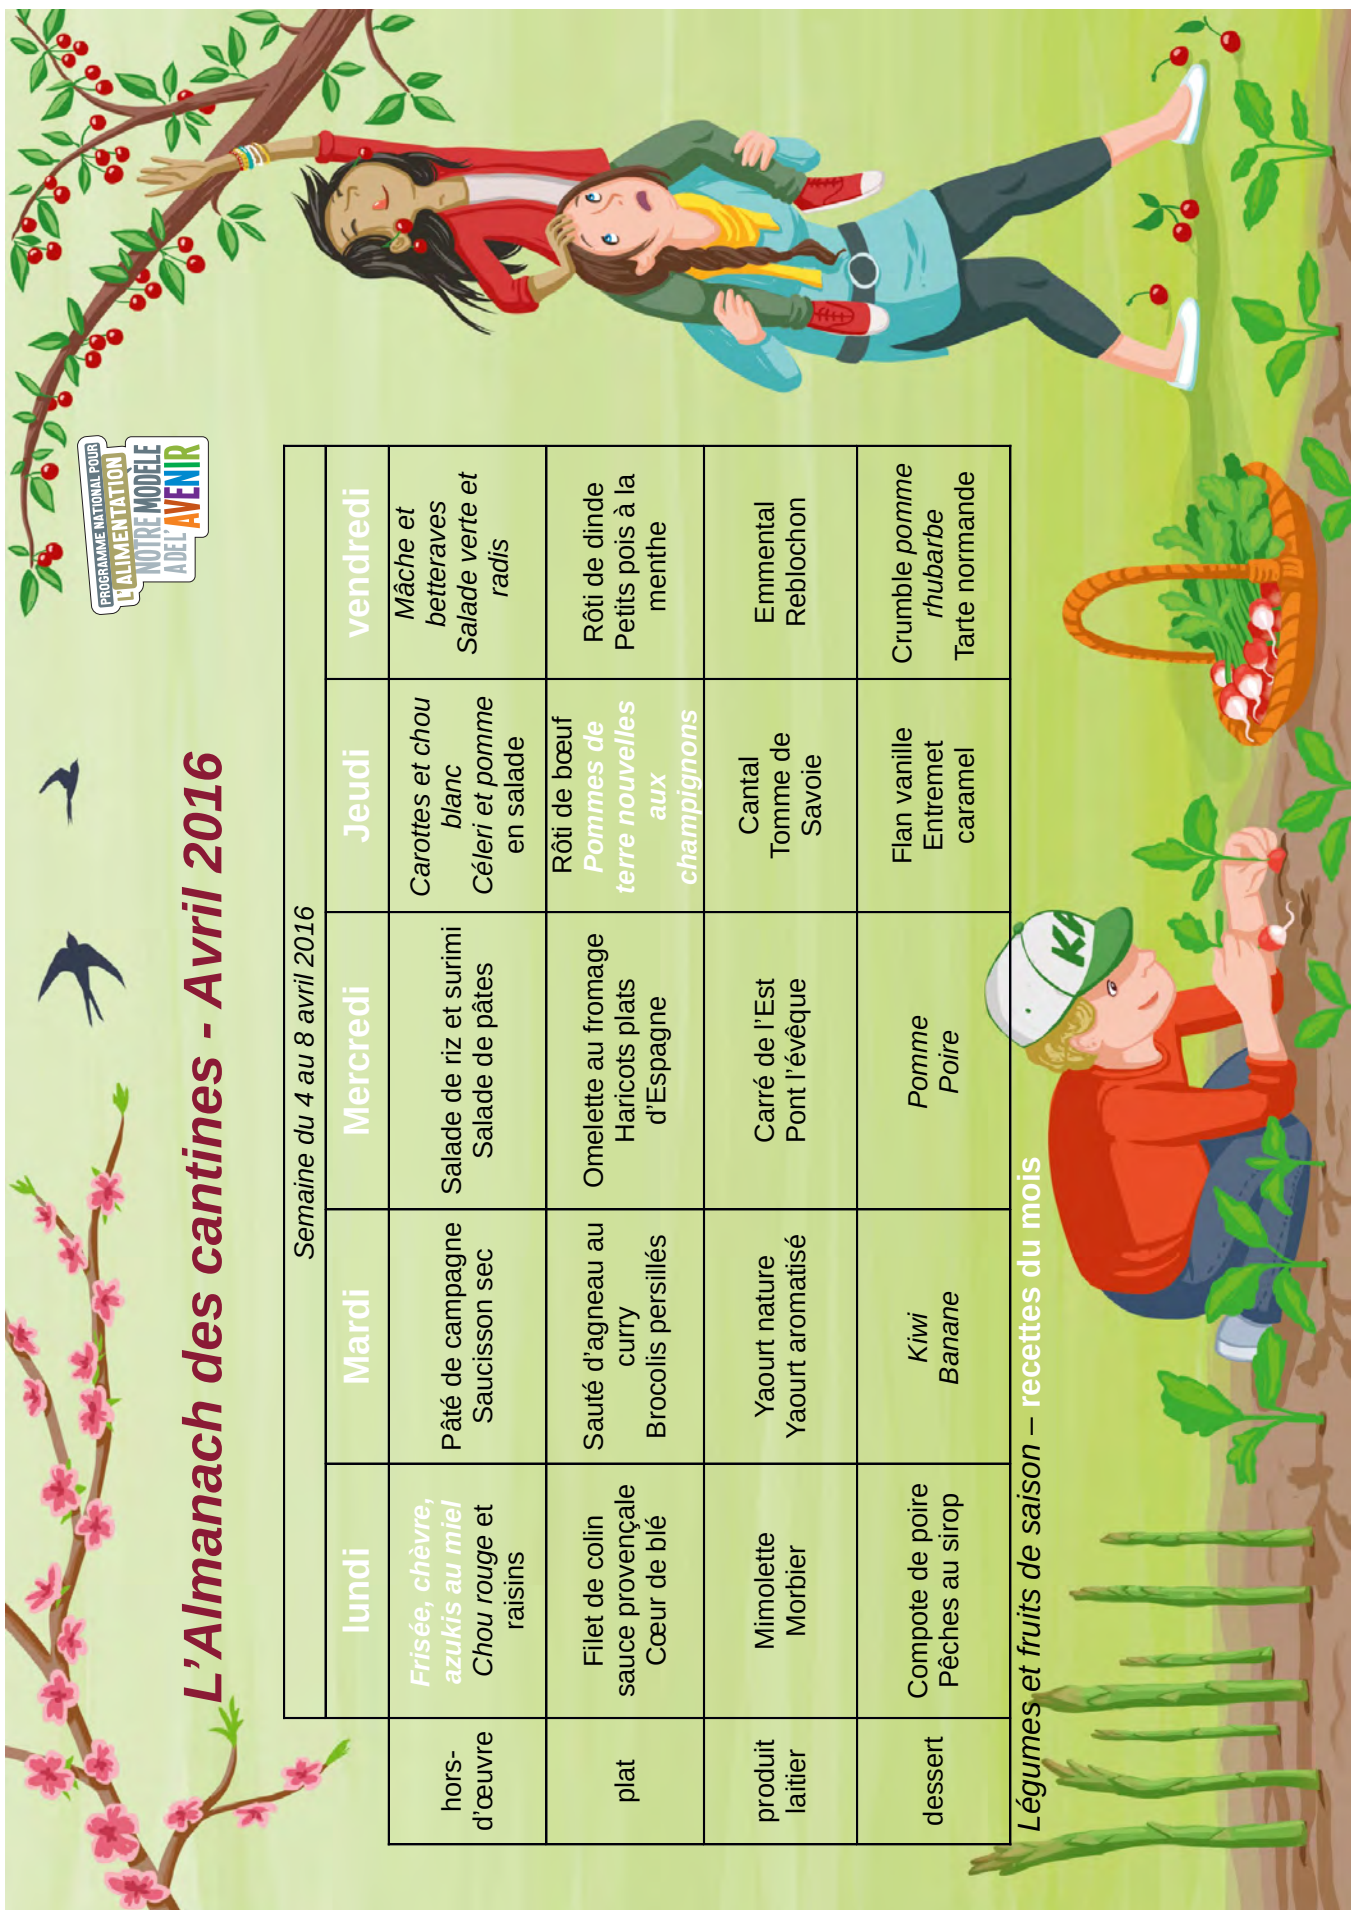 PROGRAMME NATIONAL POUR
L'ALIMENTATION
NOTRE MODÈLE
A DE L'AVENIR
L'Almanach des cantines - Avril 2016
Semaine du 4 au 8 avril 2016
lundi
Mardi
Mercredi
Jeudi
vendredi
hors-
d'œuvre
Frisée, chèvre,
azukis au miel
Chou rouge et
raisins
Pâté de campagne
Saucisson sec
Salade de riz et surimi
Salade de pâtes
Carottes et chou
blanc
Céleri et pomme
en salade
Mâche et
betteraves
Salade verte et
radis
plat
Filet de colin
sauce provençale
Cœur de blé
Sauté d'agneau au
curry
Brocolis persillés
Omelette au fromage
Haricots plats
d'Espagne
Rôti de bœuf
Pommes de
terre nouvelles
aux
champignons
Rôti de dinde
Petits pois à la
menthe
produit
laitier
Mimolette
Morbier
Yaourt nature
Yaourt aromatisé
Carré de l'Est
Pont l'évêque
Cantal
Tomme de
Savoie
Emmental
Reblochon
dessert
Compote de poire
Pêches au sirop
Kiwi
Banane
Pomme
Poire
Flan vanille
Entremet
caramel
Crumble pomme
rhubarbe
Tarte normande
Légumes et fruits de saison – recettes du mois